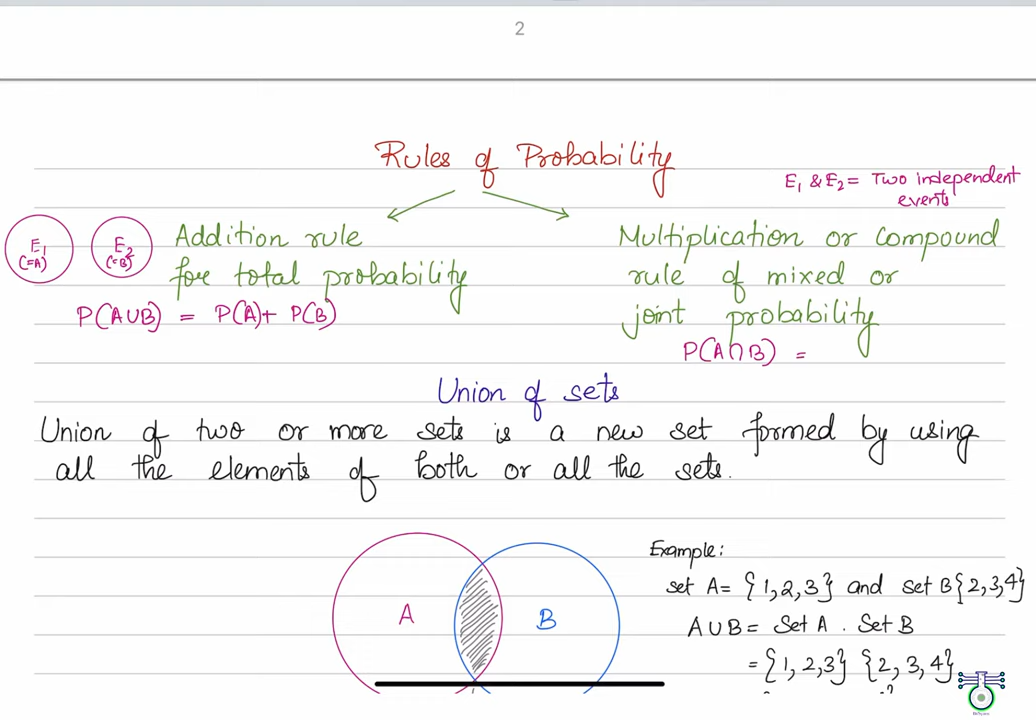 2
Rules of Probability
E₁ & E₂ = Two independent
events
E₁
(=A)
E₂
(=B)
Addition rule
for total probability
P(A∪B) = P(A)+ P(B)
Multiplication or compound
rule of mixed or
joint probability
P(A∩B) =
Union of sets
Union of two or more sets is a new set formed by using
all the elements of both or all the sets.
A
B
Example:
set A= {1,2,3} and set B{2,3,4}
A∪B= Set A . Set B
={1,2,3} {2,3,4}